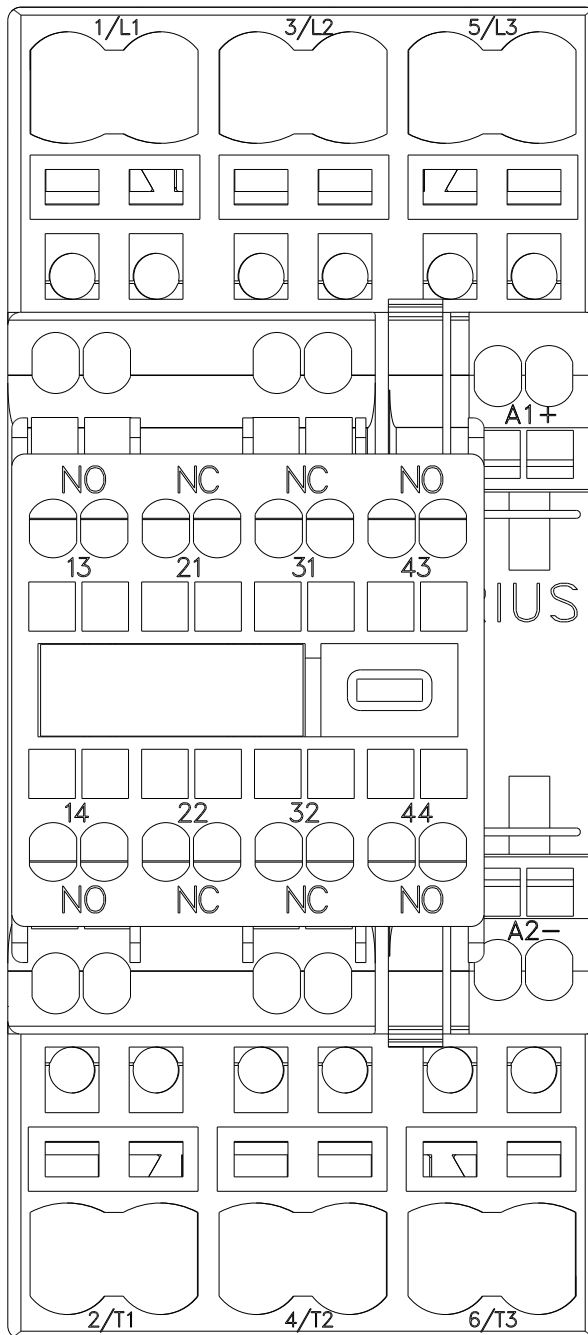 1/L1 3/L2 5/L3
A1+
NO NC NC NO
13 21 31 43
RIUS
14 22 32 44
NO NC NC NO
A2-
2/T1 4/T2 6/T3